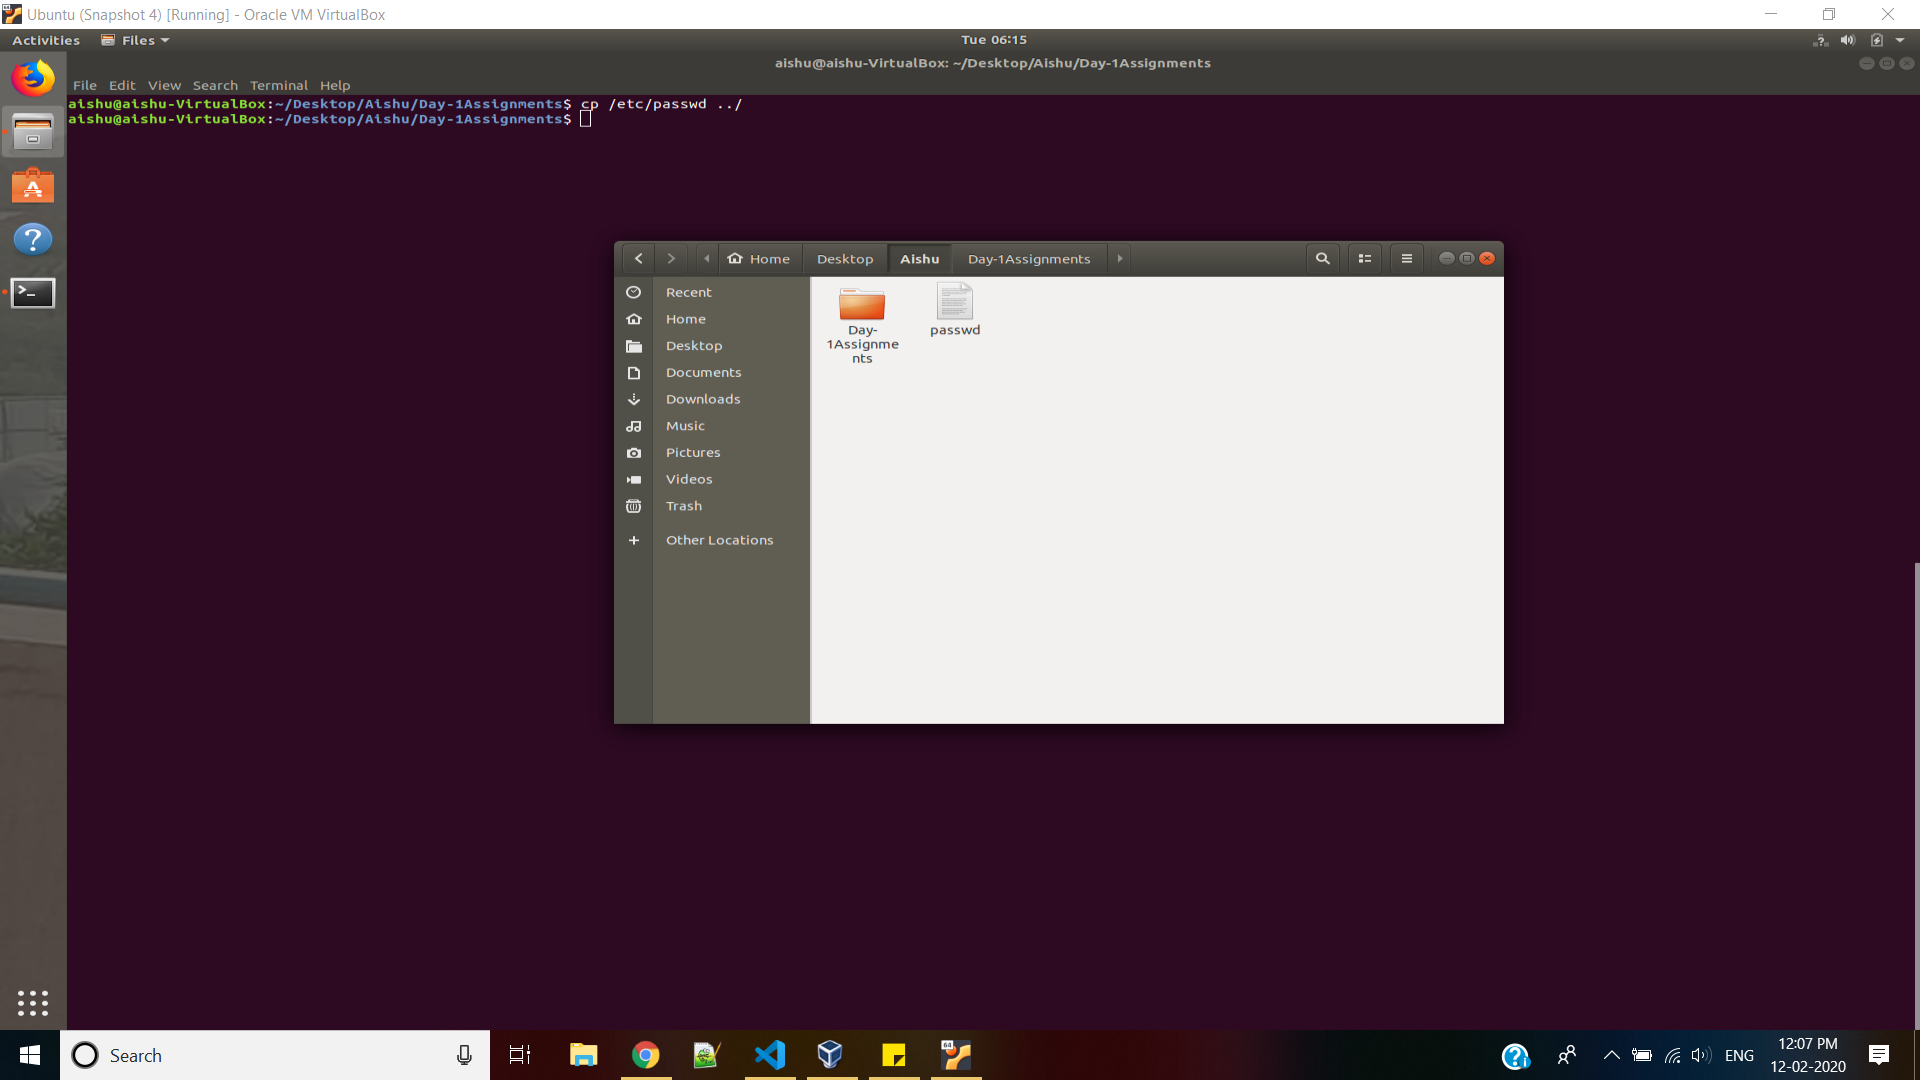 Ubuntu (Snapshot 4) [Running] - Oracle VM VirtualBox
Activities Files Tue 06:15
aishu@aishu-VirtualBox: ~/Desktop/Aishu/Day-1Assignments
File Edit View Search Terminal Help
aishu@aishu-VirtualBox:~/Desktop/Aishu/Day-1Assignments$ cp /etc/passwd ../
aishu@aishu-VirtualBox:~/Desktop/Aishu/Day-1Assignments$
Home Desktop Aishu Day-1Assignments
Recent
Home
Desktop
Documents
Downloads
Music
Pictures
Videos
Trash
Other Locations
Day-
1Assignme
nts
passwd
Search
64
ENG
12:07 PM
12-02-2020